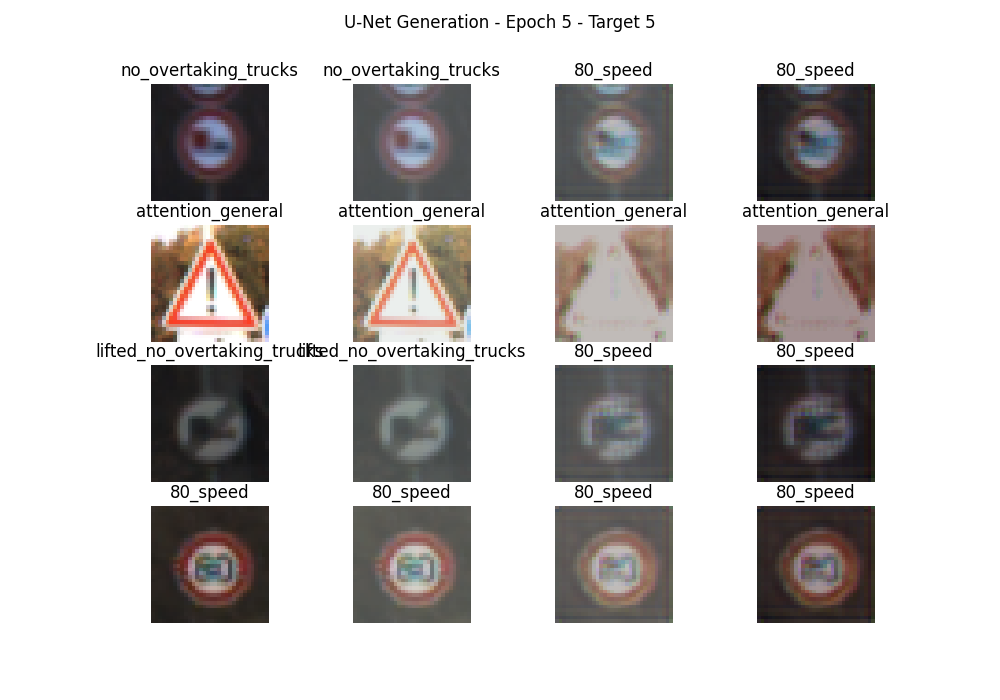 U-Net Generation - Epoch 5 - Target 5
no_overtaking_trucks no_overtaking_trucks 80_speed 80_speed
attention_general attention_general attention_general attention_general
lifted_no_overtaking_trucks lifted_no_overtaking_trucks 80_speed 80_speed
80_speed 80_speed 80_speed 80_speed